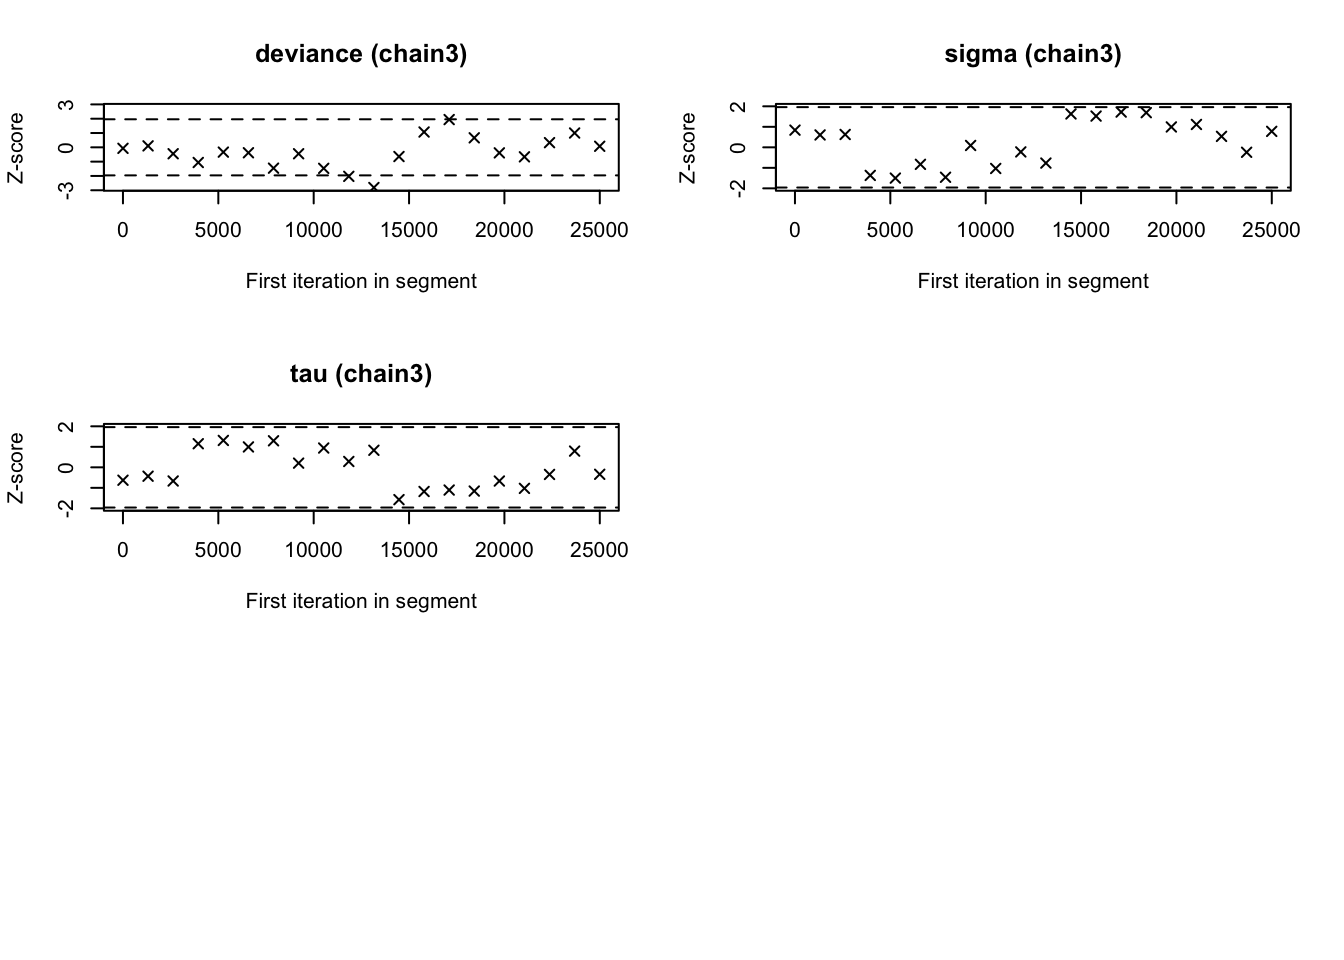 deviance (chain3)
Z-score
3
0
-3
0 5000 10000 15000 20000 25000
First iteration in segment
sigma (chain3)
Z-score
2
0
-2
0 5000 10000 15000 20000 25000
First iteration in segment
tau (chain3)
Z-score
2
0
-2
0 5000 10000 15000 20000 25000
First iteration in segment